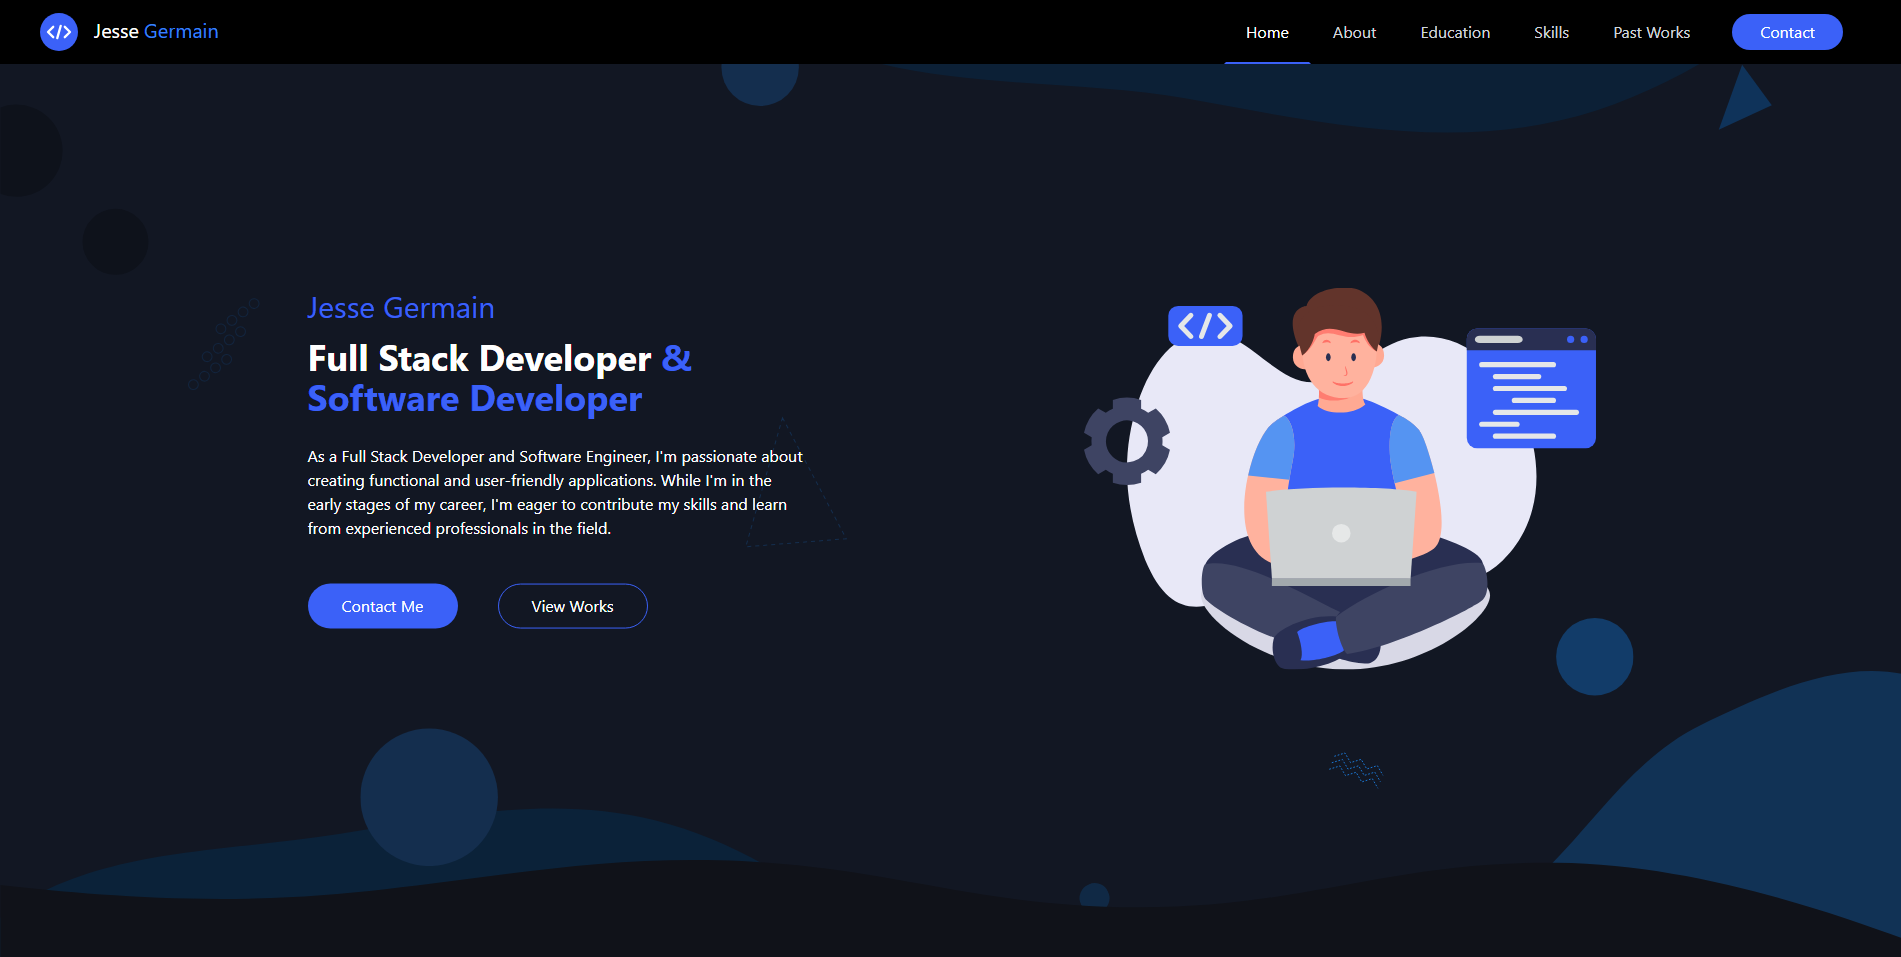 </> Jesse Germain
Home About Education Skills Past Works Contact
Jesse Germain
Full Stack Developer &
Software Developer
As a Full Stack Developer and Software Engineer, I'm passionate about
creating functional and user-friendly applications. While I'm in the
early stages of my career, I'm eager to contribute my skills and learn
from experienced professionals in the field.
Contact Me View Works
</>